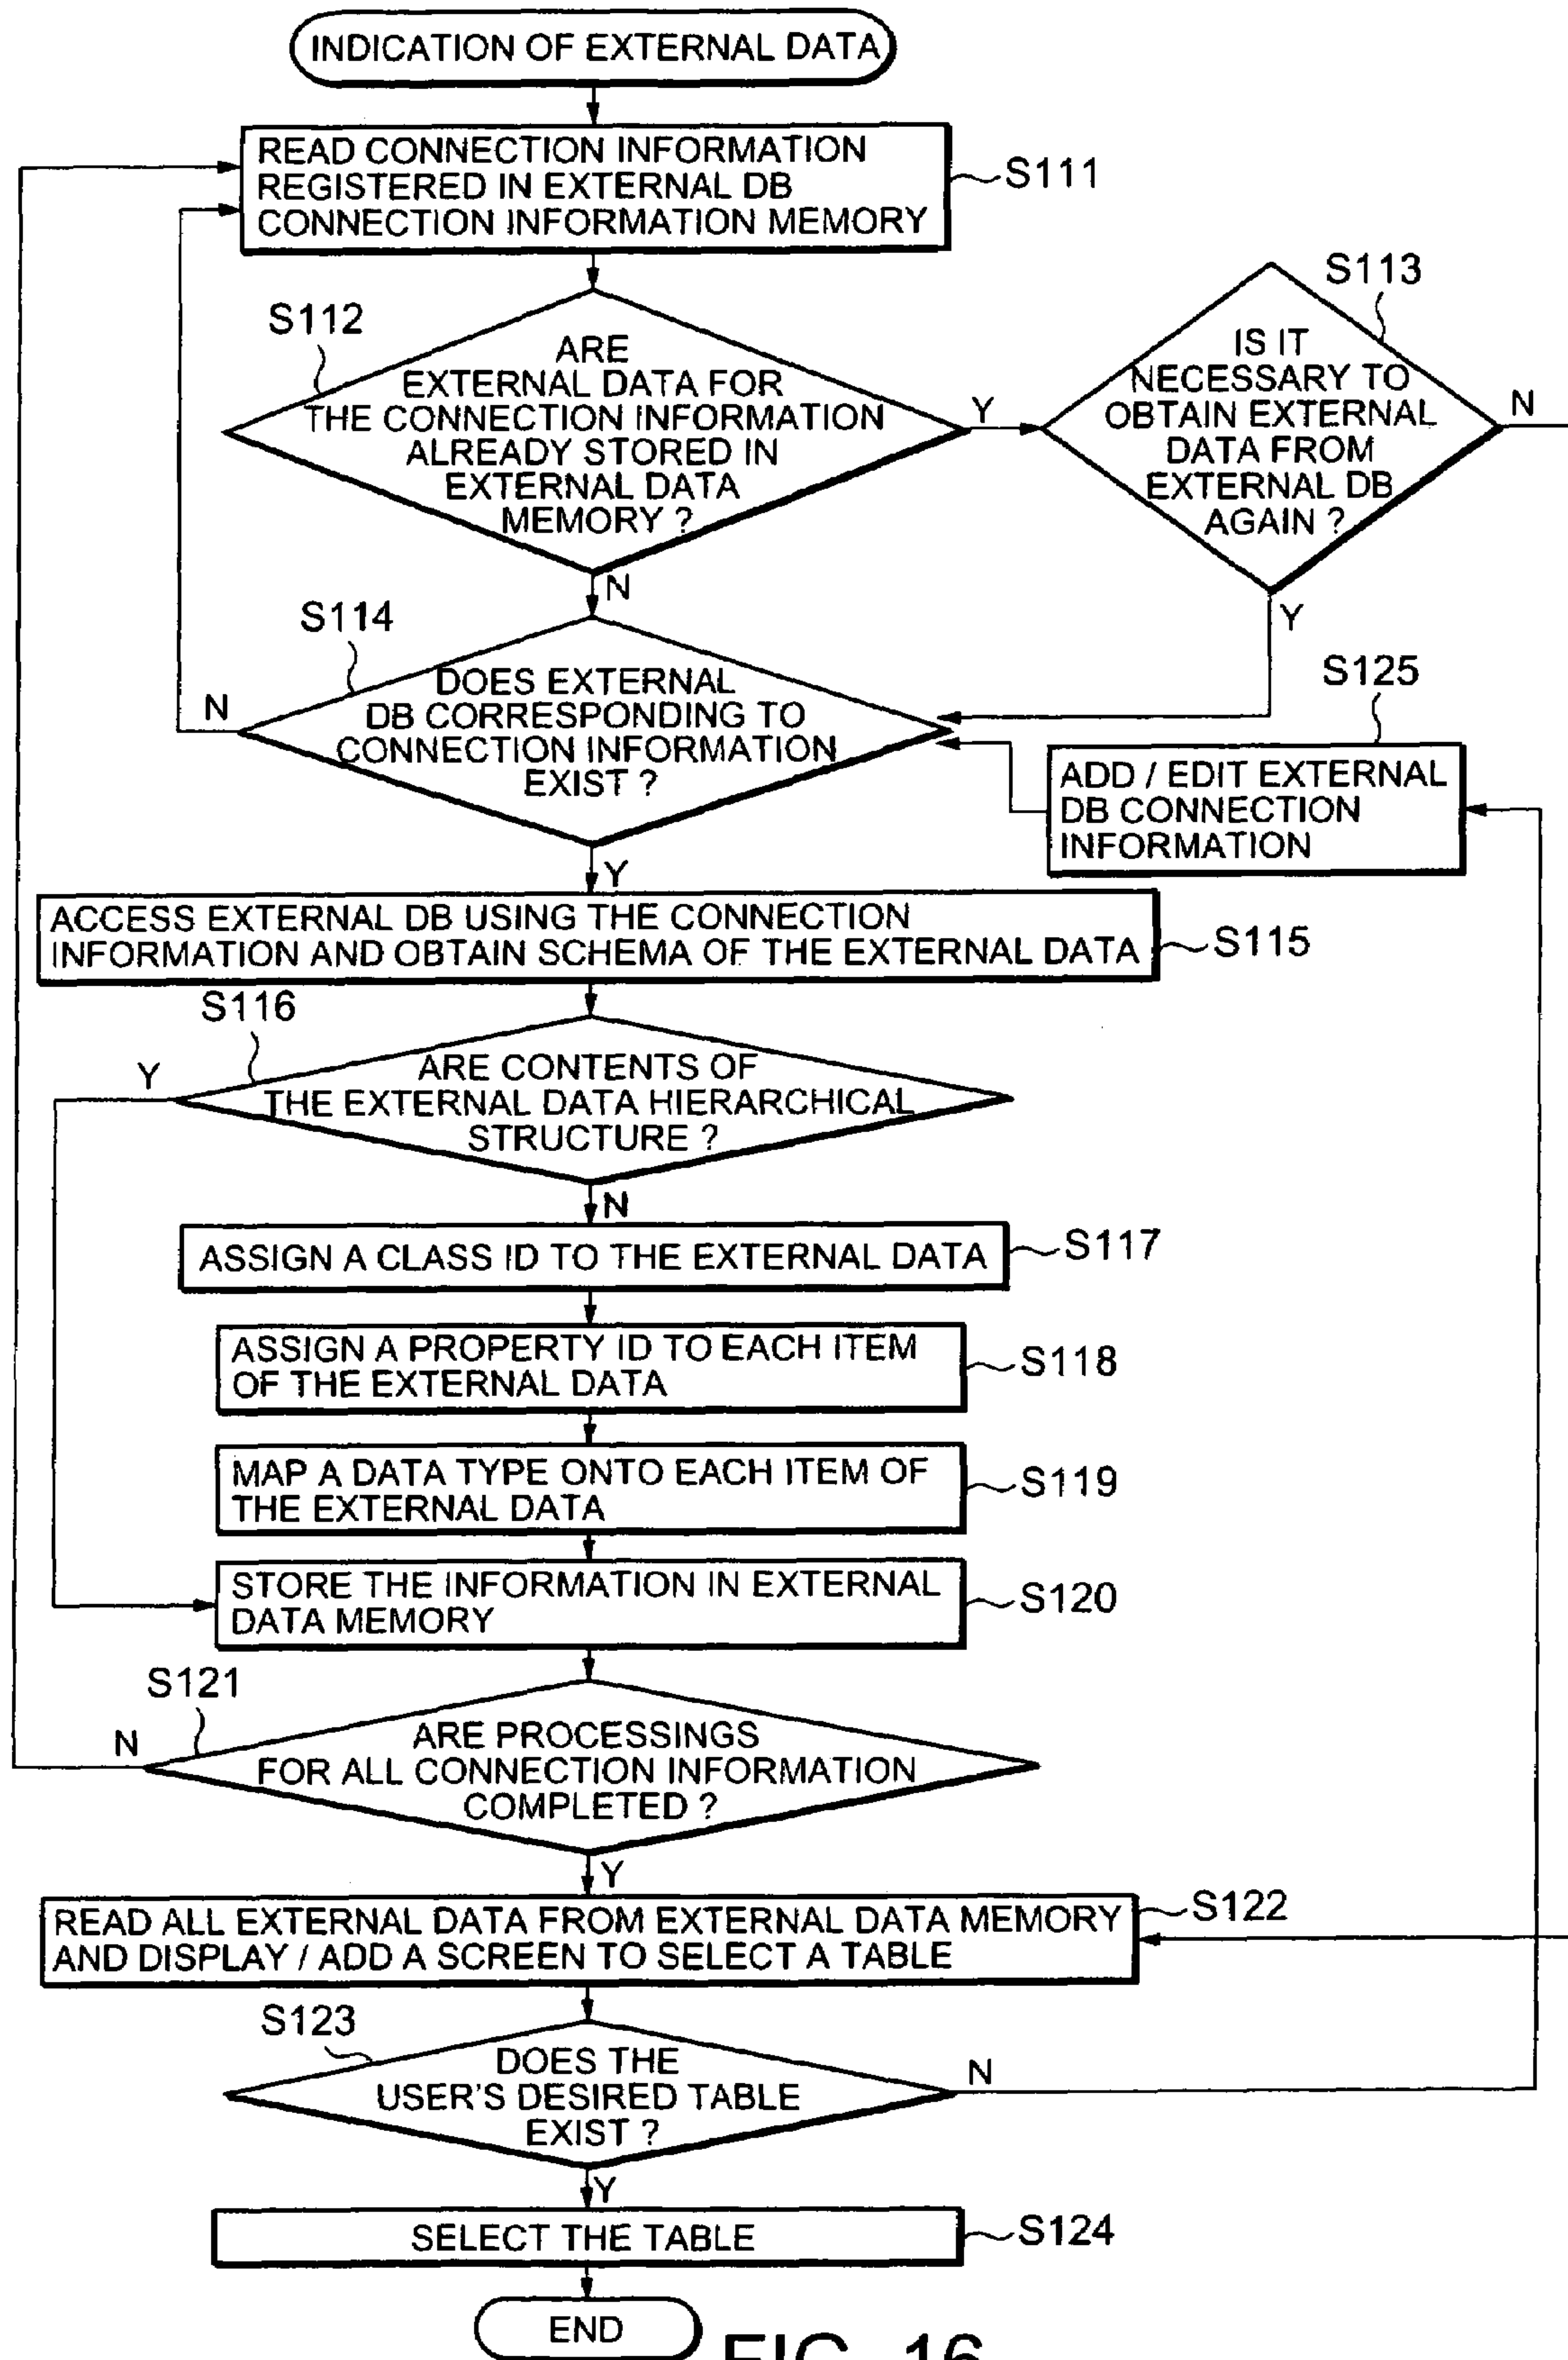 INDICATION OF EXTERNAL DATA
READ CONNECTION INFORMATION
REGISTERED IN EXTERNAL DB
CONNECTION INFORMATION MEMORY
S111
S112
ARE
EXTERNAL DATA FOR
THE CONNECTION INFORMATION
ALREADY STORED IN
EXTERNAL DATA
MEMORY ?
Y
N
S113
IS IT
NECESSARY TO
OBTAIN EXTERNAL
DATA FROM
EXTERNAL DB
AGAIN ?
N
Y
S114
DOES EXTERNAL
DB CORRESPONDING TO
CONNECTION INFORMATION
EXIST ?
N
Y
S125
ADD / EDIT EXTERNAL
DB CONNECTION
INFORMATION
ACCESS EXTERNAL DB USING THE CONNECTION
INFORMATION AND OBTAIN SCHEMA OF THE EXTERNAL DATA
S115
S116
ARE CONTENTS OF
THE EXTERNAL DATA HIERARCHICAL
STRUCTURE ?
Y
N
ASSIGN A CLASS ID TO THE EXTERNAL DATA
S117
ASSIGN A PROPERTY ID TO EACH ITEM
OF THE EXTERNAL DATA
S118
MAP A DATA TYPE ONTO EACH ITEM OF
THE EXTERNAL DATA
S119
STORE THE INFORMATION IN EXTERNAL
DATA MEMORY
S120
S121
ARE PROCESSINGS
FOR ALL CONNECTION INFORMATION
COMPLETED ?
N
Y
READ ALL EXTERNAL DATA FROM EXTERNAL DATA MEMORY
AND DISPLAY / ADD A SCREEN TO SELECT A TABLE
S122
S123
DOES THE
USER'S DESIRED TABLE
EXIST ?
N
Y
SELECT THE TABLE
S124
END
FIG. 16